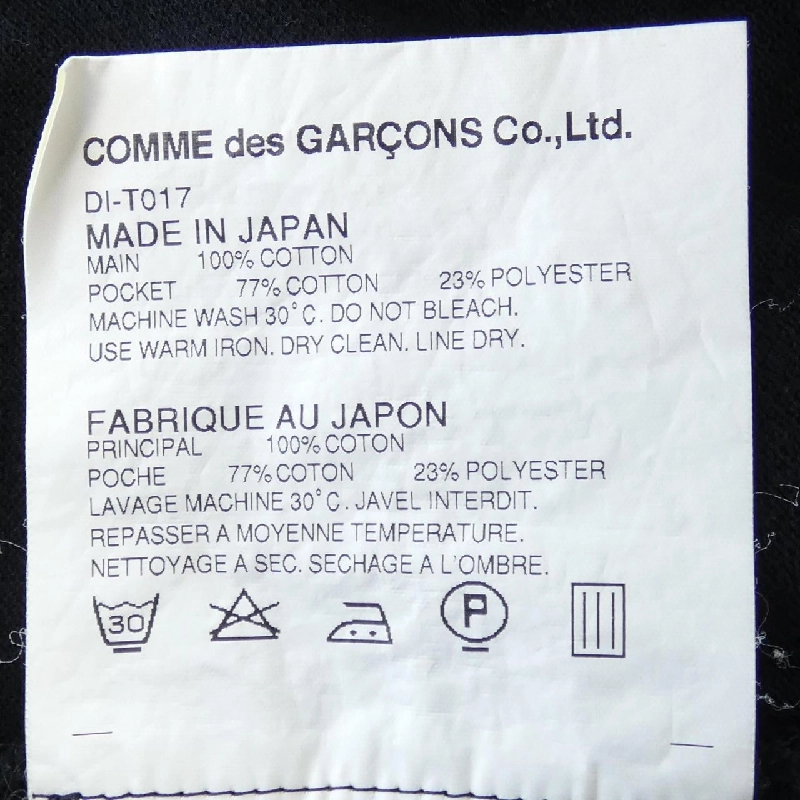 COMME des GARÇONS Co.,Ltd.
DI-T017
MADE IN JAPAN
MAIN 100% COTTON
POCKET 77% COTTON 23% POLYESTER
MACHINE WASH 30°C. DO NOT BLEACH.
USE WARM IRON. DRY CLEAN. LINE DRY.
FABRIQUE AU JAPON
PRINCIPAL 100% COTON
POCHE 77% COTON 23% POLYESTER
LAVAGE MACHINE 30°C. JAVEL INTERDIT.
REPASSER A MOYENNE TEMPERATURE.
NETTOYAGE A SEC. SECHAGE A L'OMBRE.
30 P